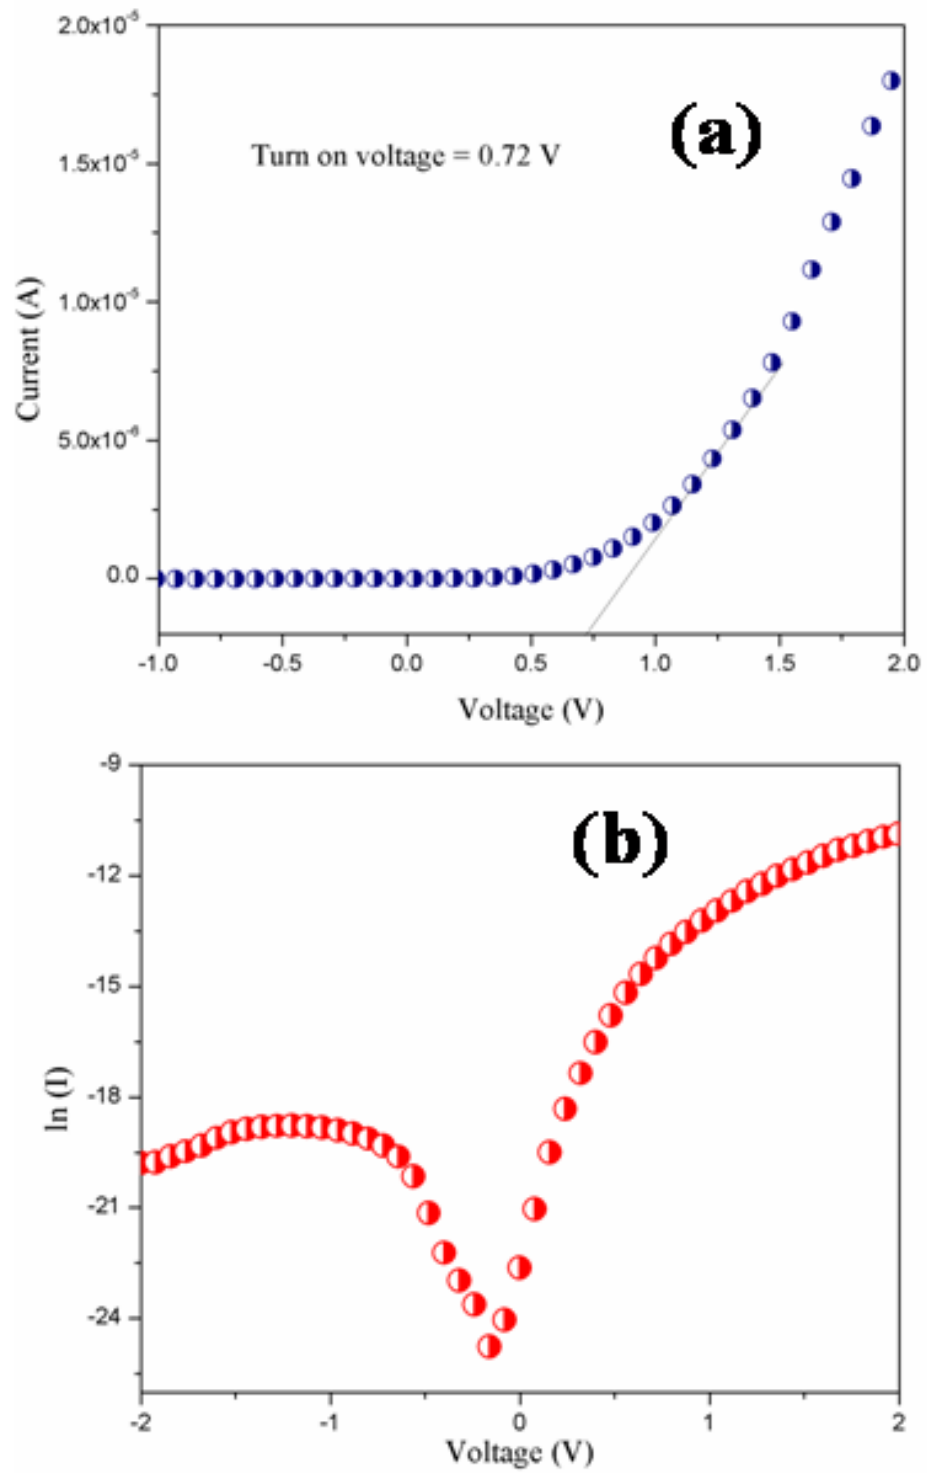 2.0x10⁻⁵
(a)
Turn on voltage = 0.72 V
1.5x10⁻⁵
1.0x10⁻⁵
5.0x10⁻⁶
0.0
Current (A)
-1.0 -0.5 0.0 0.5 1.0 1.5 2.0
Voltage (V)
-9
(b)
-12
-15
-18
-21
-24
ln (I)
-2 -1 0 1 2
Voltage (V)